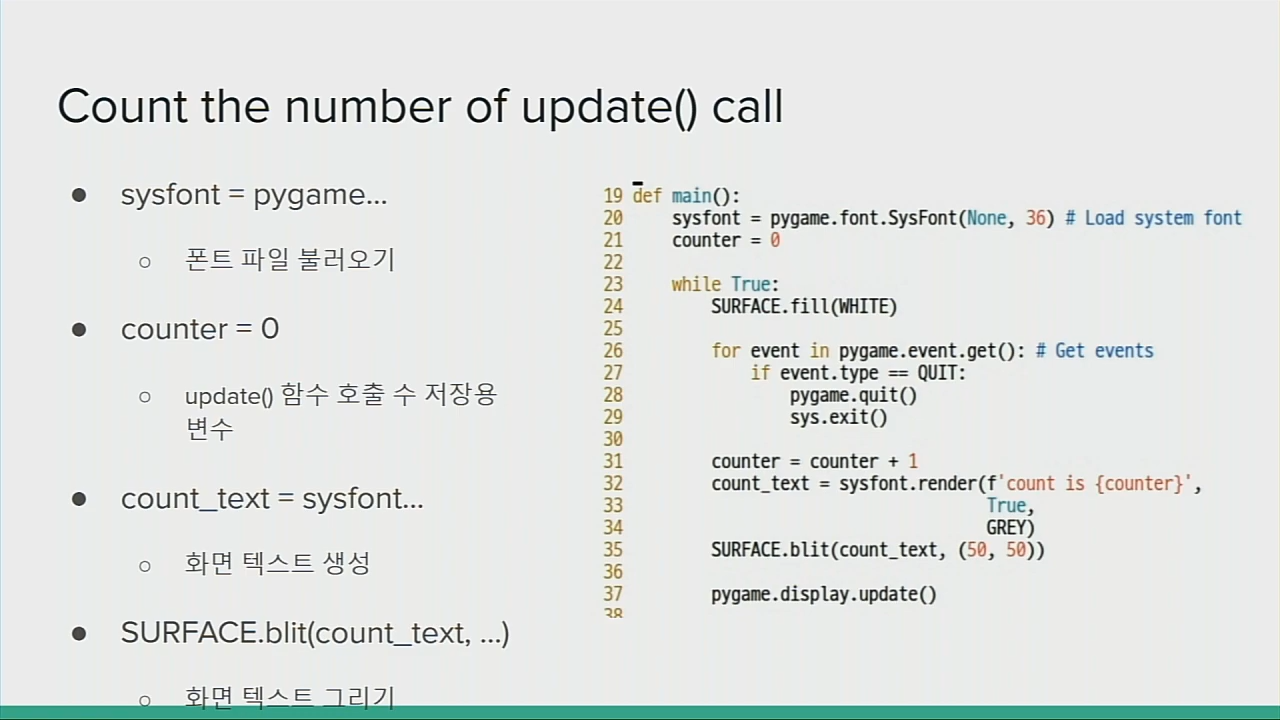 Count the number of update() call
● sysfont = pygame...
○ 폰트 파일 불러오기
● counter = 0
○ update() 함수 호출 수 저장용
변수
● count_text = sysfont...
○ 화면 텍스트 생성
● SURFACE.blit(count_text, ...)
○ 화면 텍스트 그리기
19 def main():
20     sysfont = pygame.font.SysFont(None, 36) # Load system font
21     counter = 0
22
23     while True:
24         SURFACE.fill(WHITE)
25
26         for event in pygame.event.get(): # Get events
27             if event.type == QUIT:
28                 pygame.quit()
29                 sys.exit()
30
31         counter = counter + 1
32         count_text = sysfont.render(f'count is {counter}',
33                                     True,
34                                     GREY)
35         SURFACE.blit(count_text, (50, 50))
36
37         pygame.display.update()
38